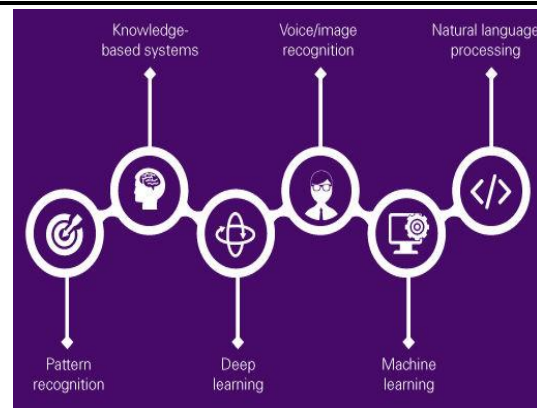 Knowledge-
based systems
Voice/image
recognition
Natural language
processing
</>
Pattern
recognition
Deep
learning
Machine
learning